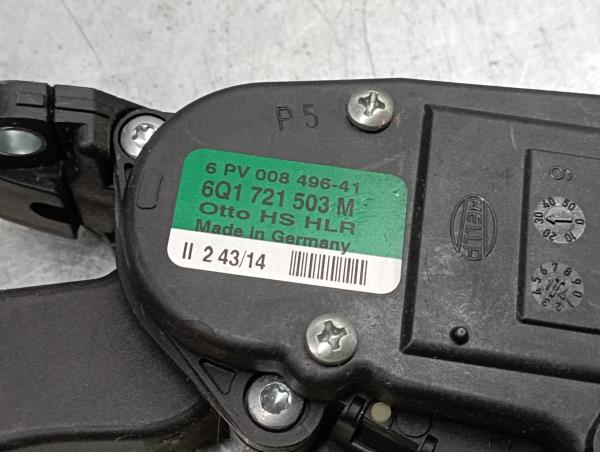 P 5
6 PV 008 496-41
6Q1 721 503 M
Otto HS HLR
Made in Germany
II 2 43/14
HELLA